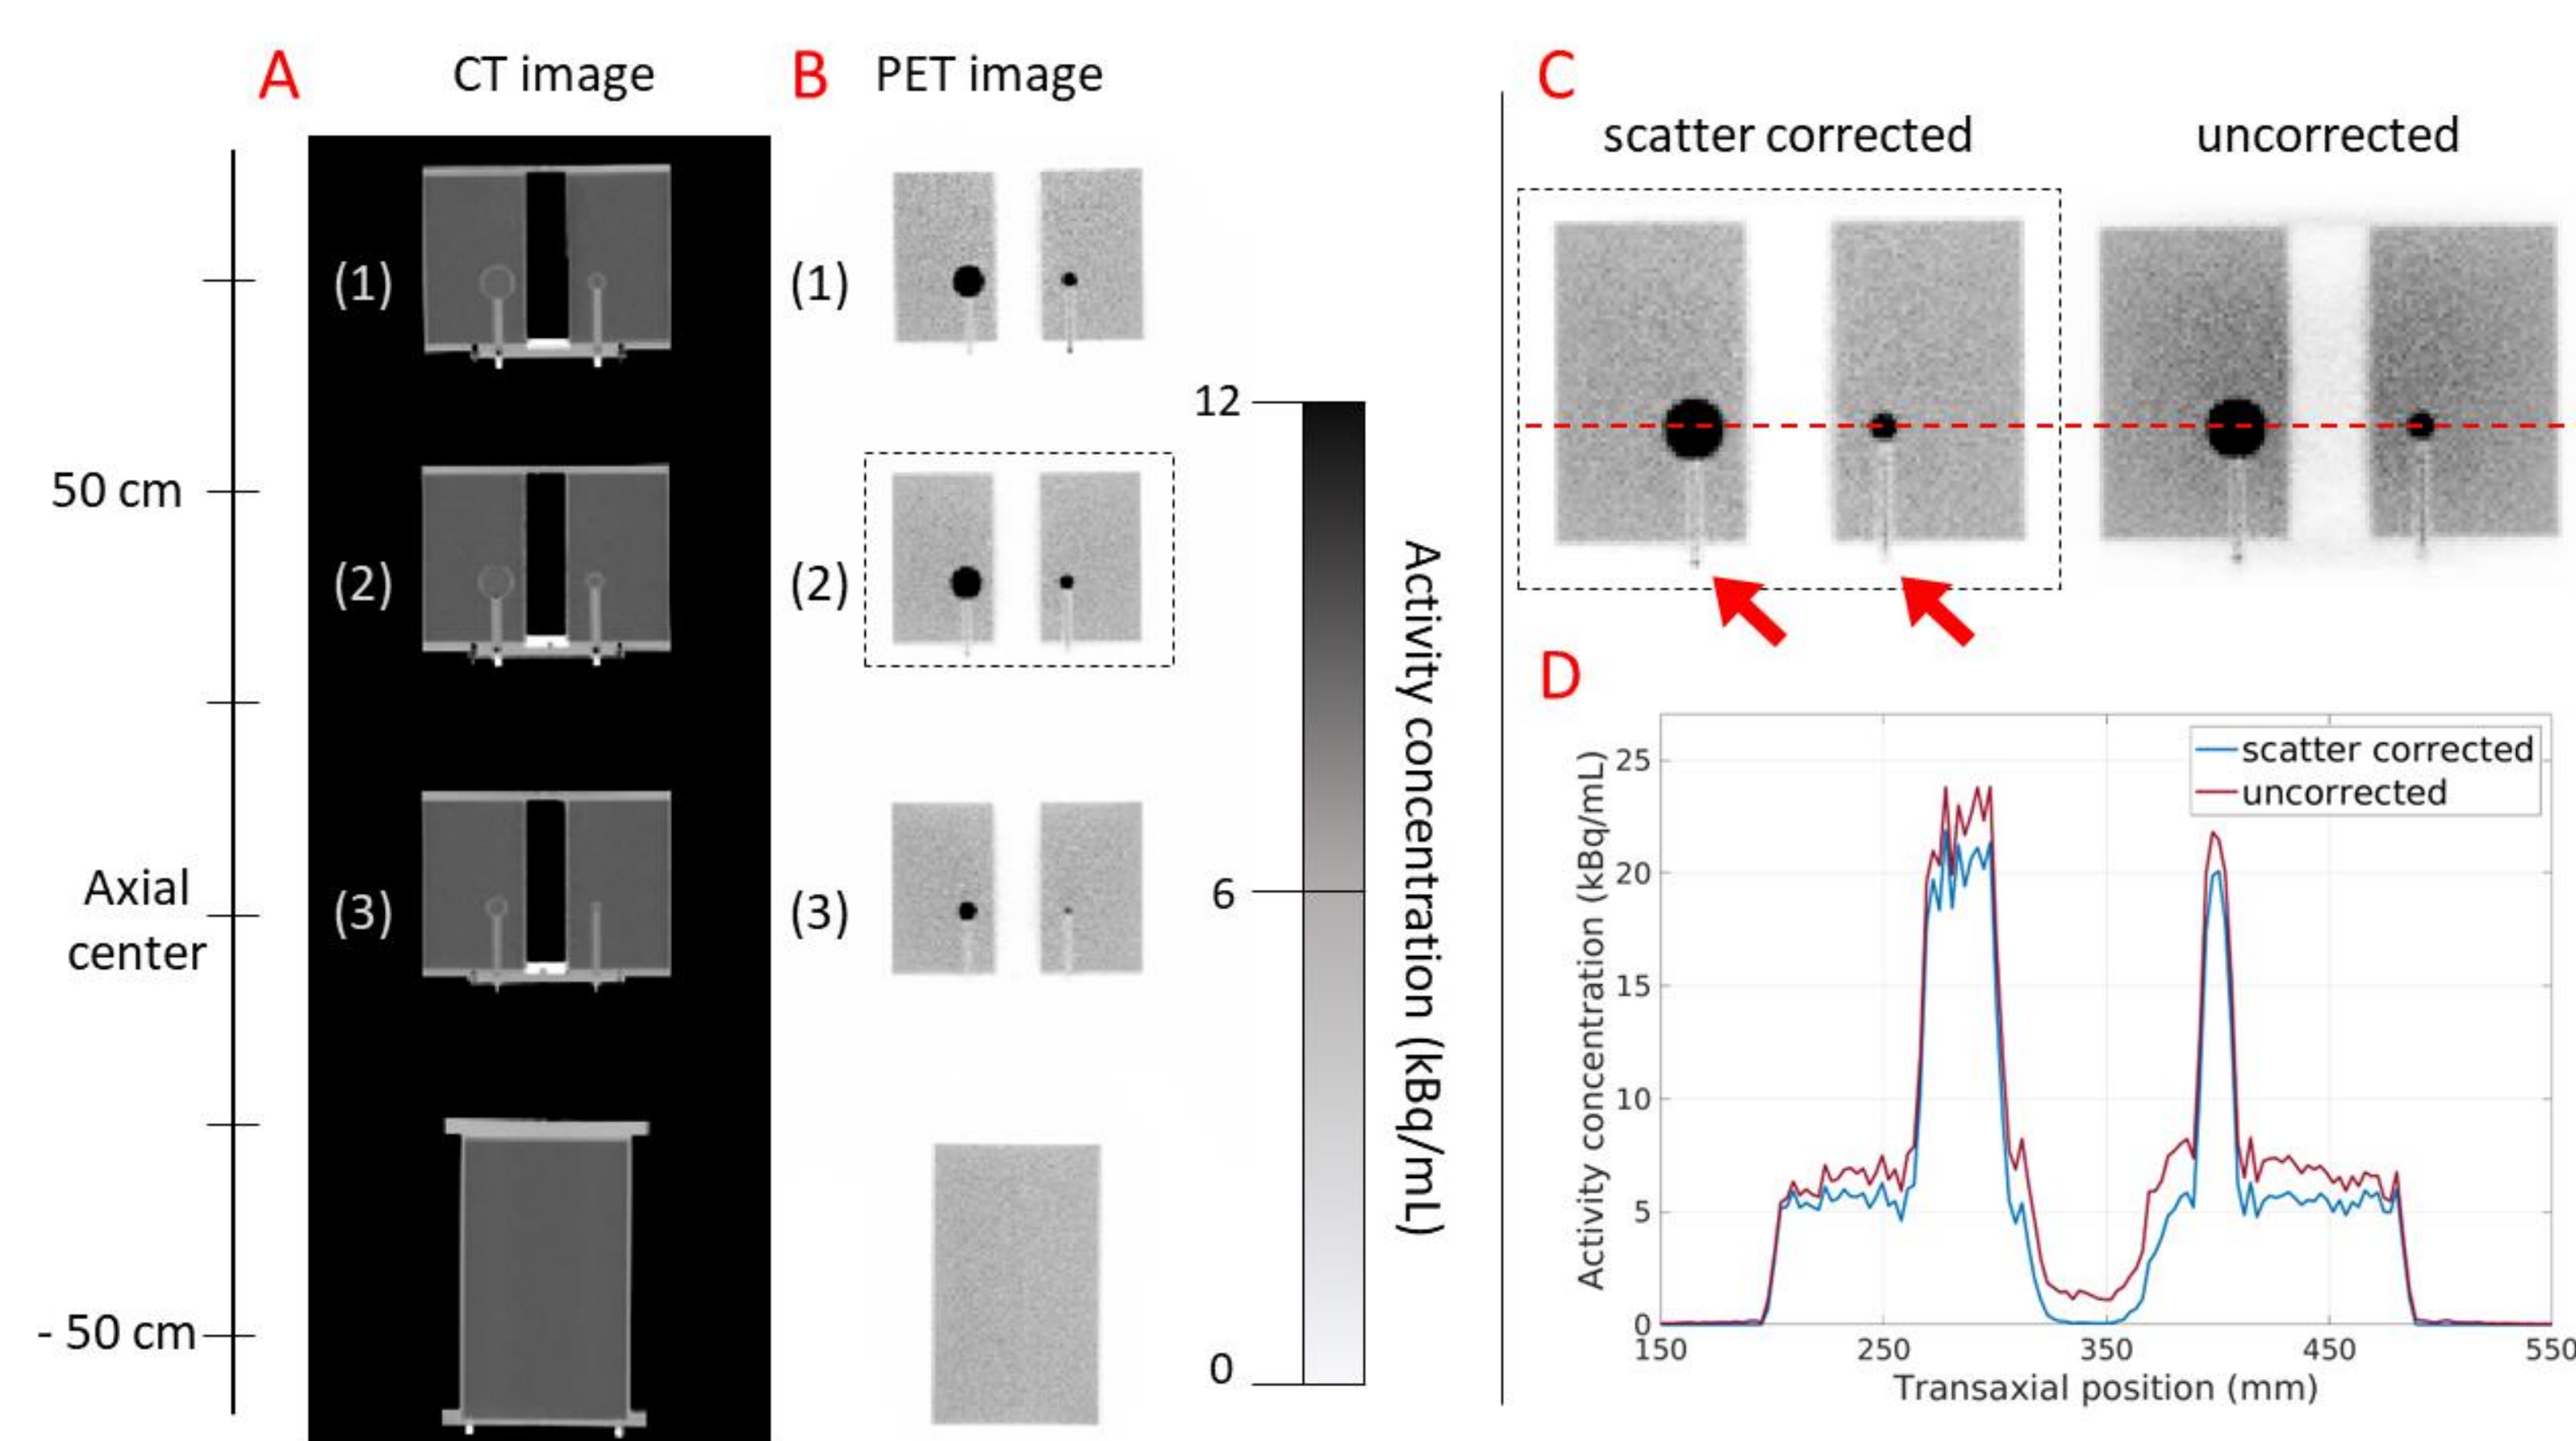 A
CT image
B
PET image
C
scatter corrected
uncorrected
(1)
(1)
50 cm
(2)
(2)
Axial
center
(3)
(3)
- 50 cm
12
6
0
Activity concentration (kBq/mL)
D
scatter corrected
uncorrected
Activity concentration (kBq/mL)
25
20
15
10
5
0
150
250
350
450
550
Transaxial position (mm)